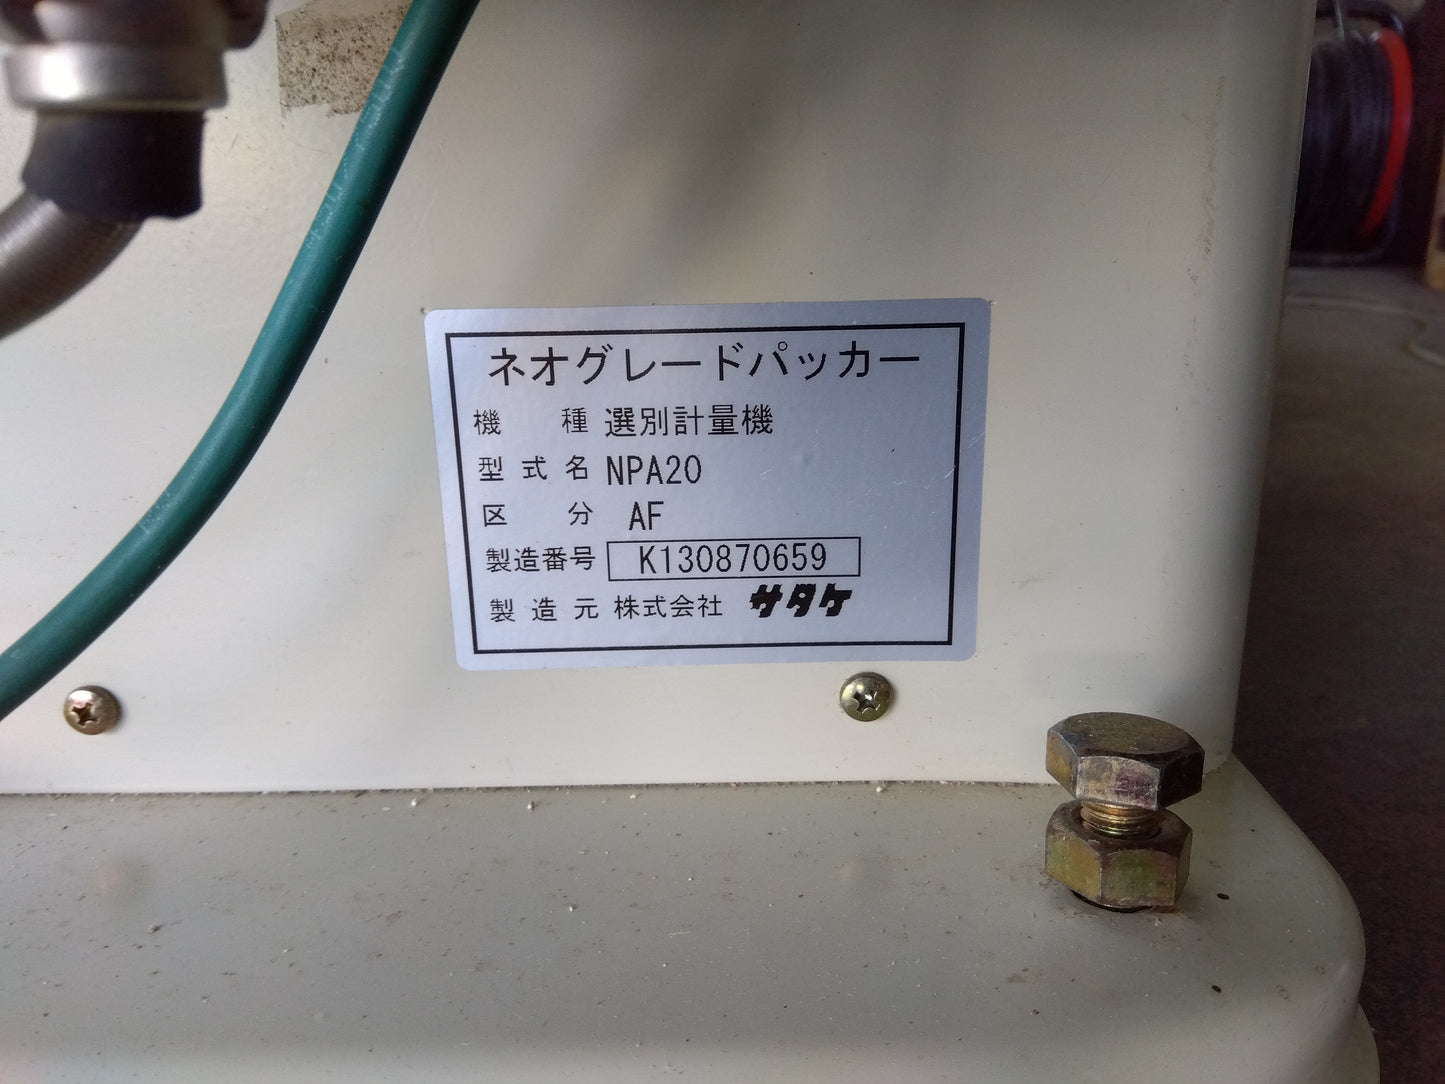 ネオグレードパッカー
機種 選別計量機
型式名 NPA20
区分 AF
製造番号 K130870659
製造元 株式会社 サタケ